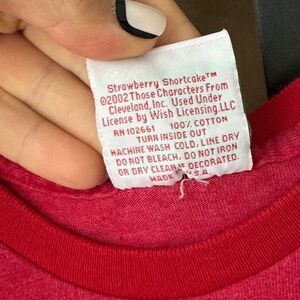 Strawberry Shortcake™
©2002 Those Characters From
Cleveland, Inc. Used Under
License by Wish Licensing, LLC
RN 102661 100% COTTON
TURN INSIDE OUT
MACHINE WASH COLD. LINE DRY
DO NOT BLEACH. DO NOT IRON
OR DRY CLEAN IF DECORATED.
MADE U.S.A.